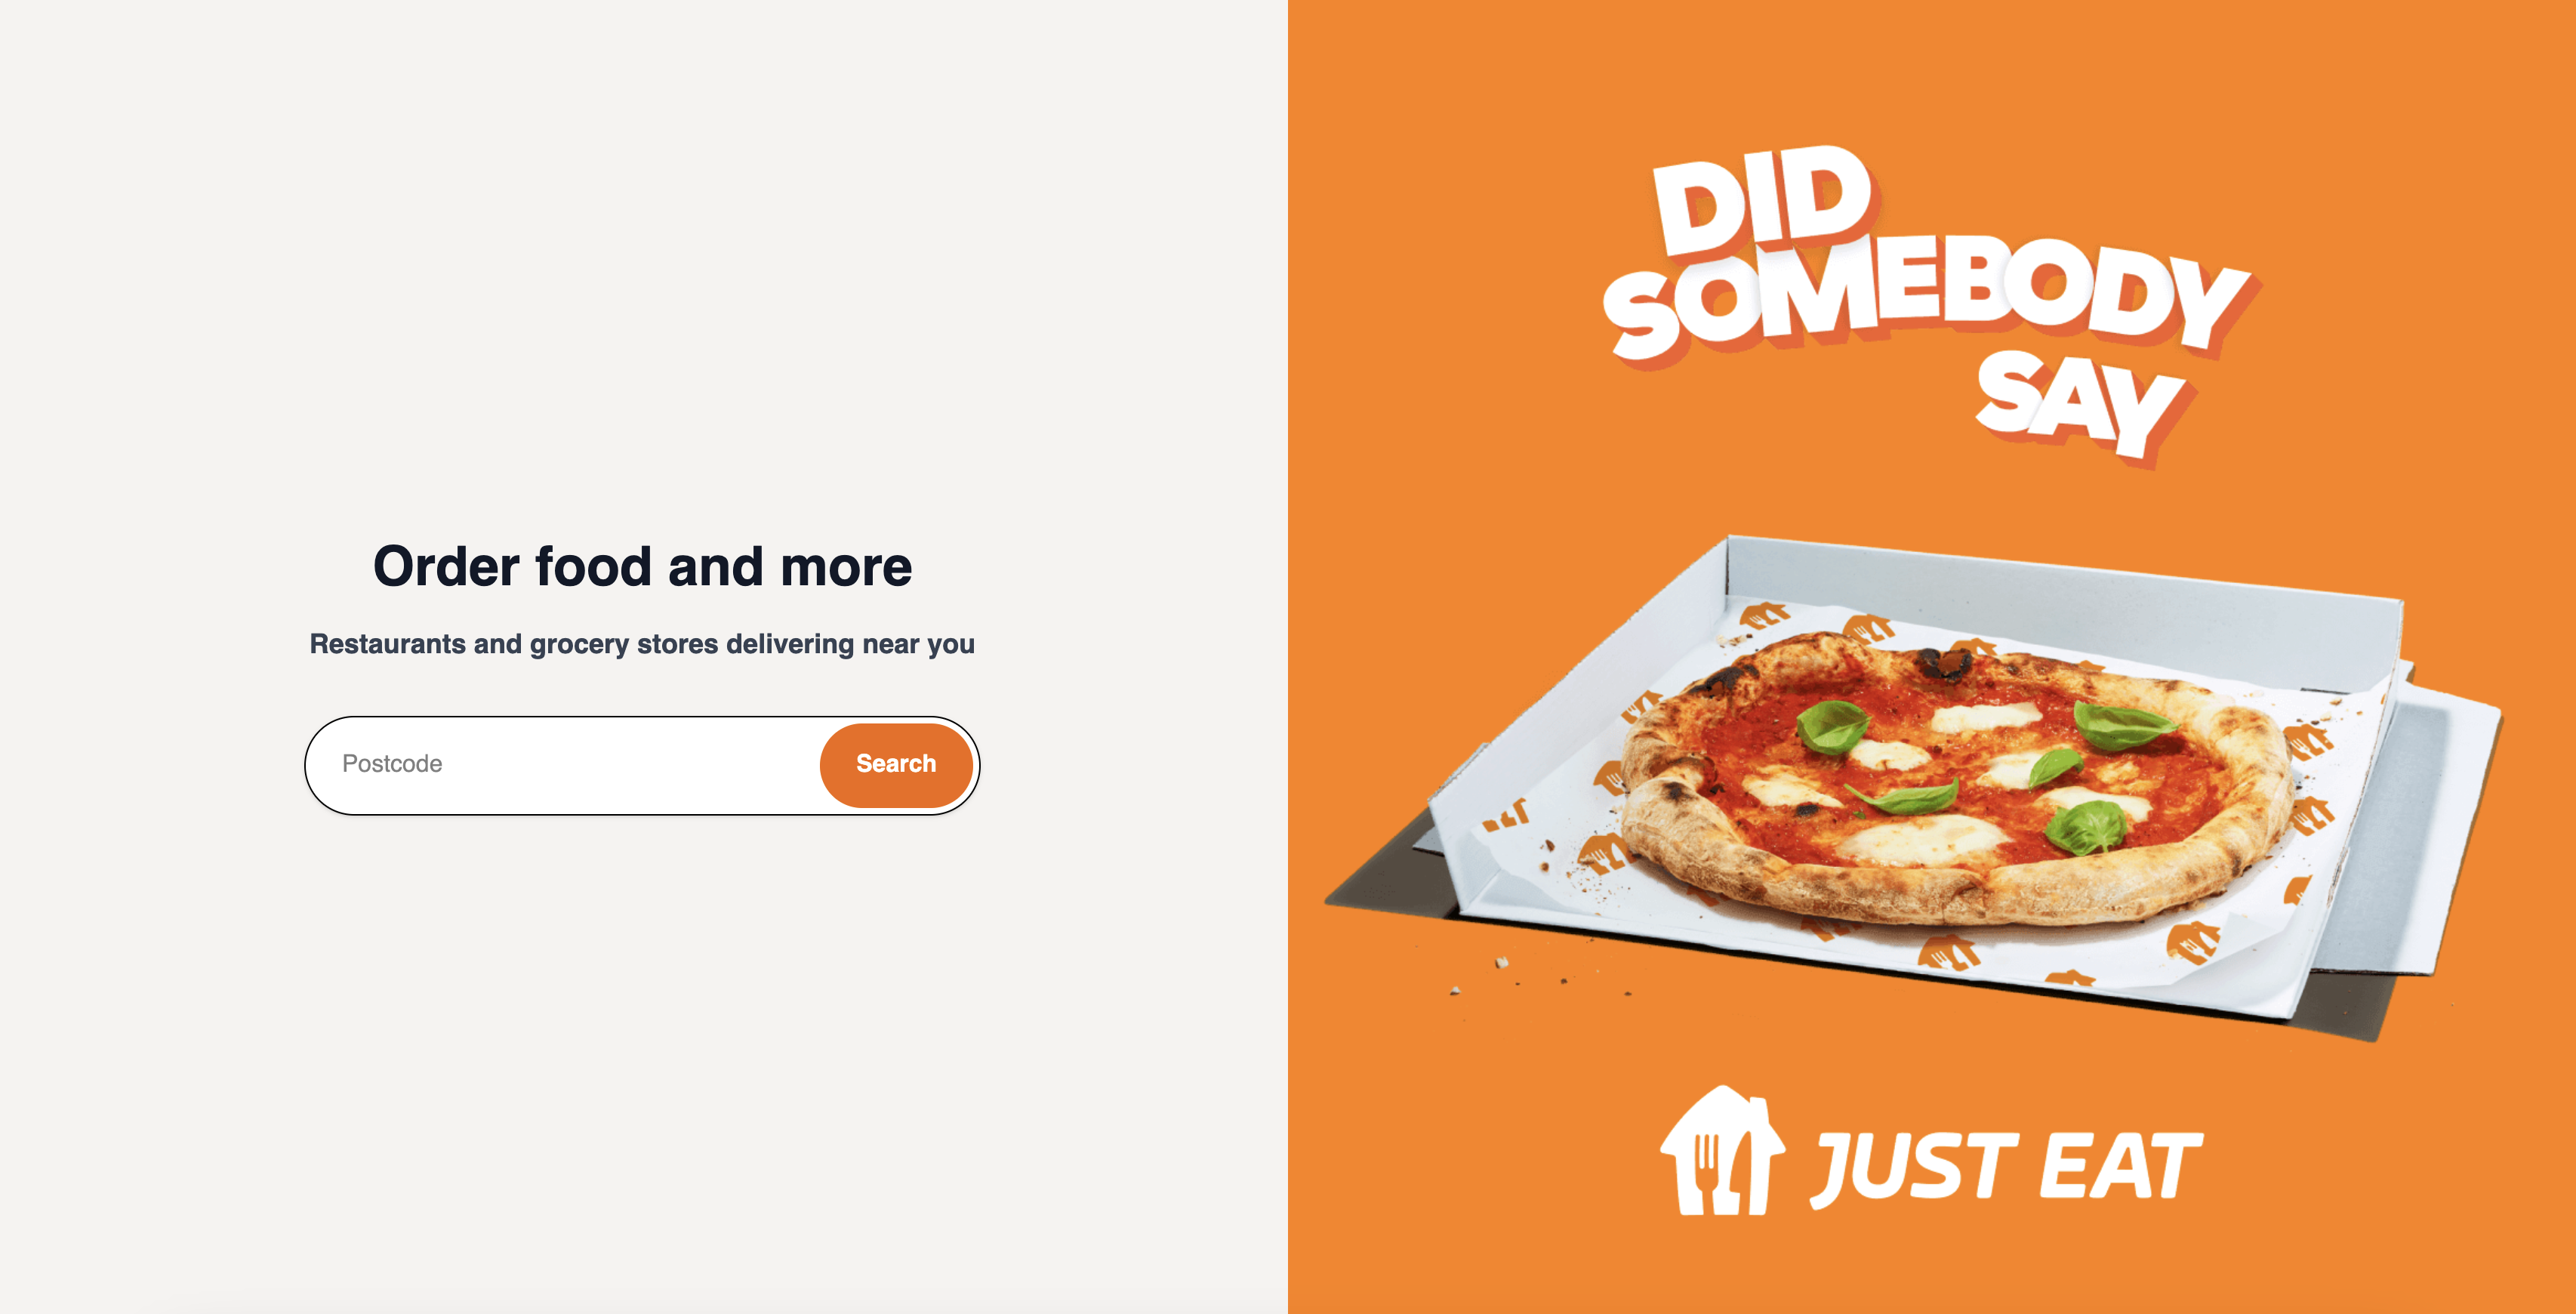 Order food and more
Restaurants and grocery stores delivering near you
Postcode
Search
DID
SOMEBODY
SAY
JUST EAT